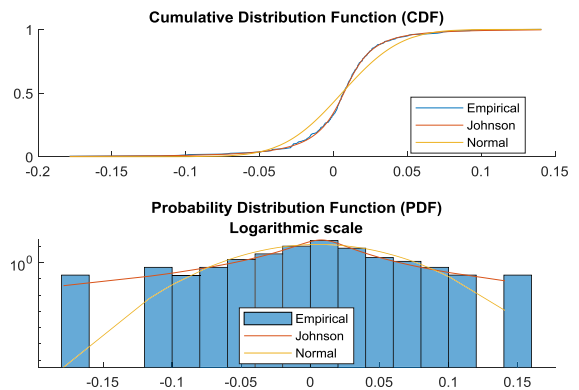 Cumulative Distribution Function (CDF)
1
0.5
0
-0.2 -0.15 -0.1 -0.05 0 0.05 0.1 0.15
Empirical
Johnson
Normal
Probability Distribution Function (PDF)
Logarithmic scale
10^0
Empirical
Johnson
Normal
-0.15 -0.1 -0.05 0 0.05 0.1 0.15